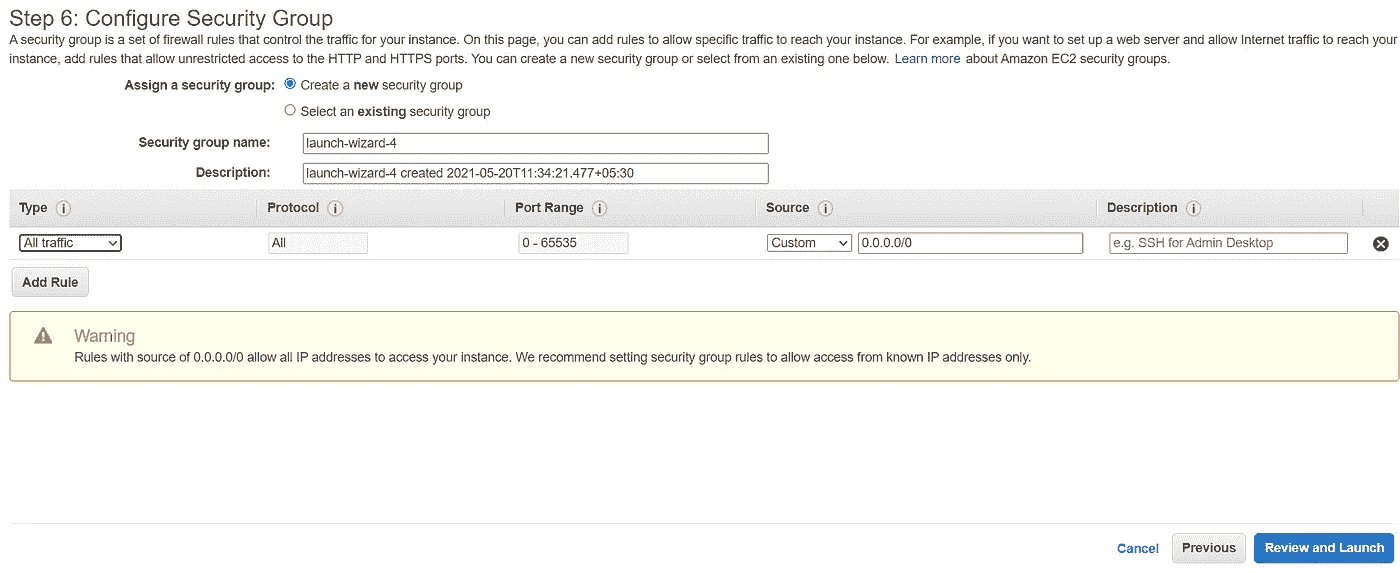 Step 6: Configure Security Group
A security group is a set of firewall rules that control the traffic for your instance. On this page, you can add rules to allow specific traffic to reach your instance. For example, if you want to set up a web server and allow Internet traffic to reach your
instance, add rules that allow unrestricted access to the HTTP and HTTPS ports. You can create a new security group or select from an existing one below. Learn more about Amazon EC2 security groups.
Assign a security group: Create a new security group
Select an existing security group
Security group name: launch-wizard-4
Description: launch-wizard-4 created 2021-05-20T11:34:21.477+05:30
Type i Protocol i Port Range i Source i Description i
All traffic All 0 - 65535 Custom 0.0.0.0/0 e.g. SSH for Admin Desktop
Add Rule
Warning
Rules with source of 0.0.0.0/0 allow all IP addresses to access your instance. We recommend setting security group rules to allow access from known IP addresses only.
Cancel Previous Review and Launch